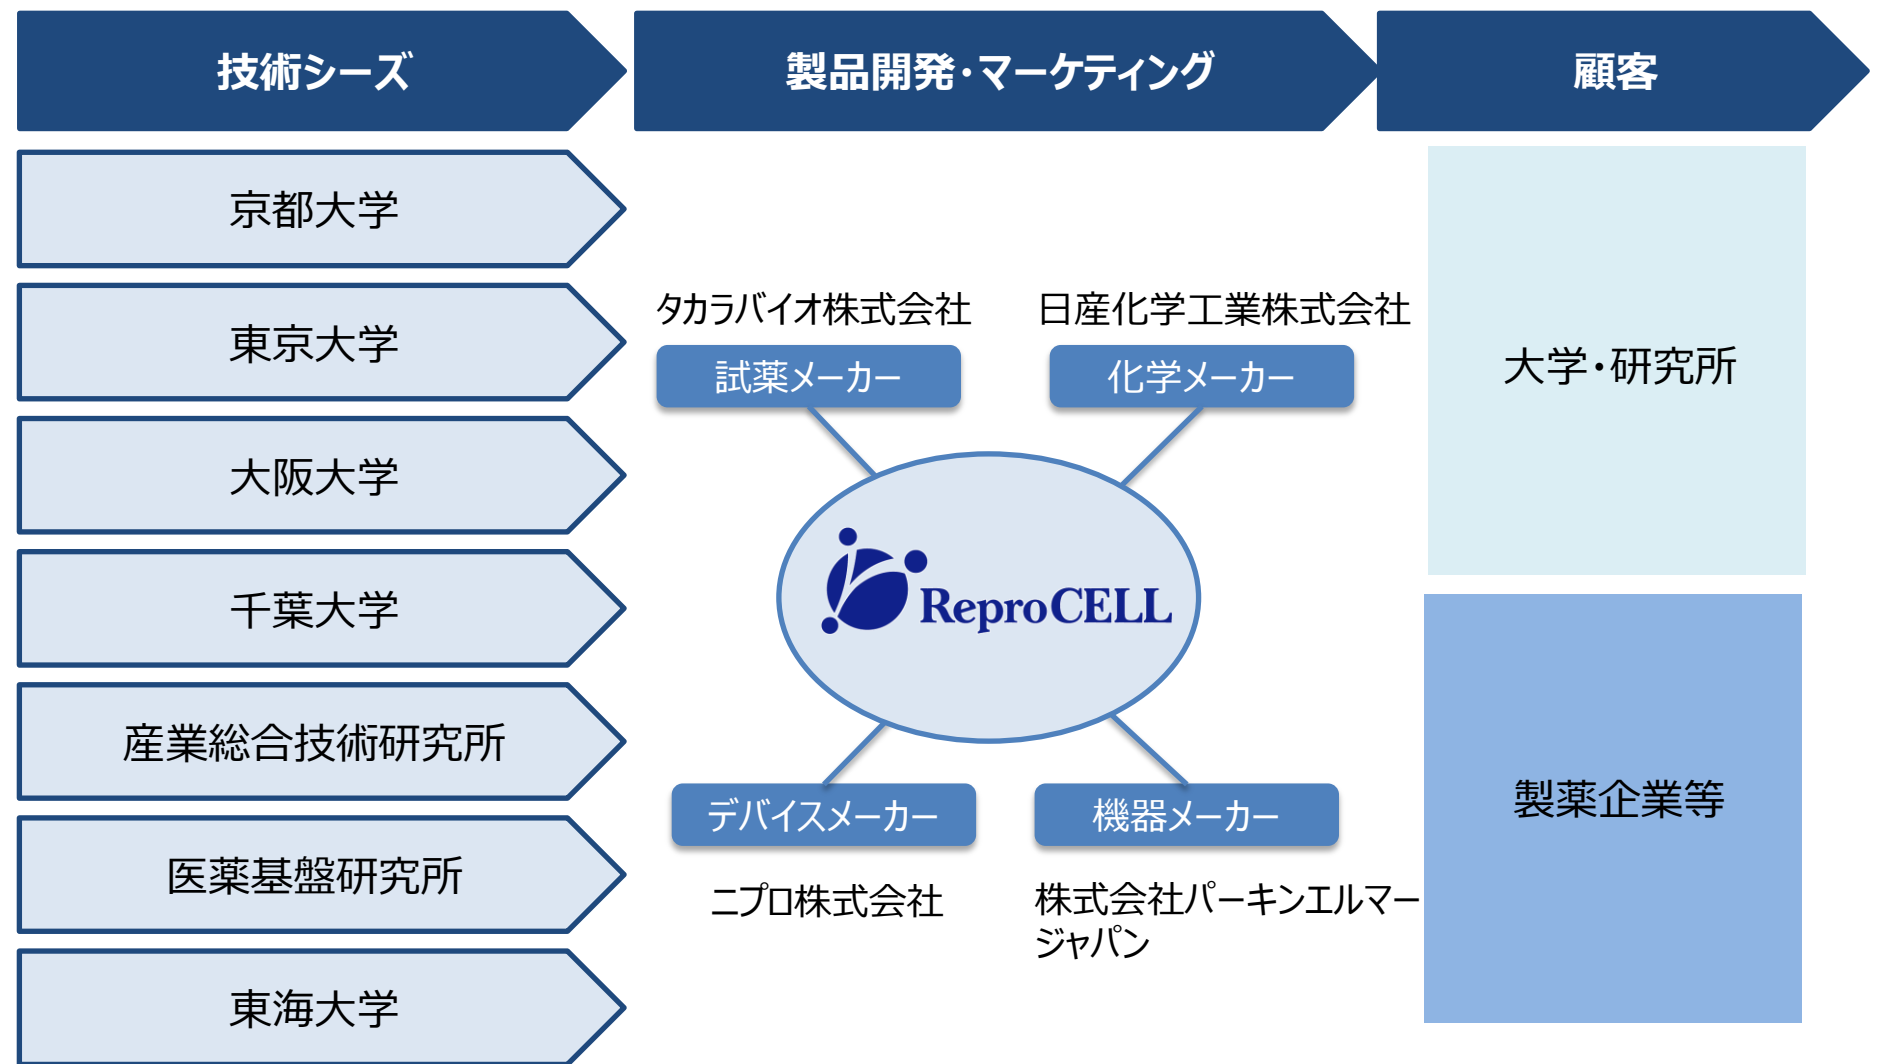 技術シーズ
製品開発・マーケティング
顧客
京都大学
東京大学
大阪大学
千葉大学
産業総合技術研究所
医薬基盤研究所
東海大学
タカラバイオ株式会社
試薬メーカー
日産化学工業株式会社
化学メーカー
ReproCELL
デバイスメーカー
ニプロ株式会社
機器メーカー
株式会社パーキンエルマー
ジャパン
大学・研究所
製薬企業等